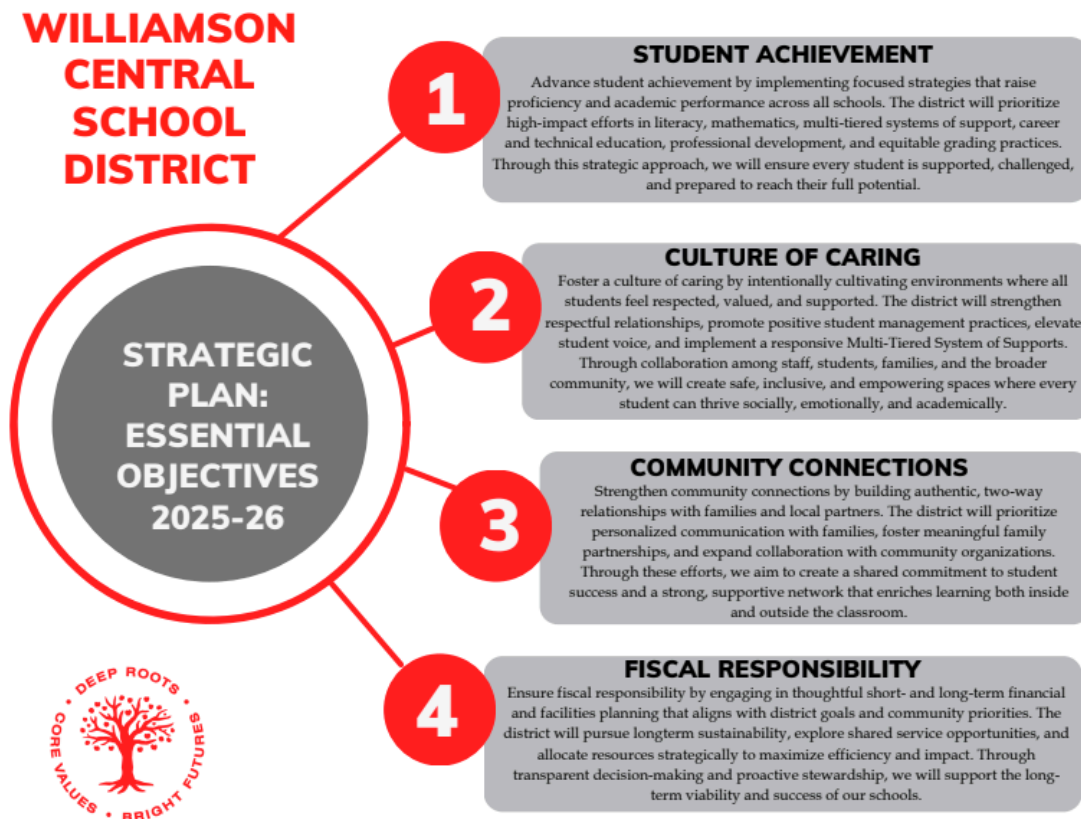 WILLIAMSON
CENTRAL
SCHOOL
DISTRICT
STRATEGIC
PLAN:
ESSENTIAL
OBJECTIVES
2025-26
1
STUDENT ACHIEVEMENT
Advance student achievement by implementing focused strategies that raise
proficiency and academic performance across all schools. The district will prioritize
high-impact efforts in literacy, mathematics, multi-tiered systems of support, career
and technical education, professional development, and equitable grading practices.
Through this strategic approach, we will ensure every student is supported, challenged,
and prepared to reach their full potential.
2
CULTURE OF CARING
Foster a culture of caring by intentionally cultivating environments where all
students feel respected, valued, and supported. The district will strengthen
respectful relationships, promote positive student management practices, elevate
student voice, and implement a responsive Multi-Tiered System of Supports.
Through collaboration among staff, students, families, and the broader
community, we will create safe, inclusive, and empowering spaces where every
student can thrive socially, emotionally, and academically.
3
COMMUNITY CONNECTIONS
Strengthen community connections by building authentic, two-way
relationships with families and local partners. The district will prioritize
personalized communication with families, foster meaningful family
partnerships, and expand collaboration with community organizations.
Through these efforts, we aim to create a shared commitment to student
success and a strong, supportive network that enriches learning both inside
and outside the classroom.
4
FISCAL RESPONSIBILITY
Ensure fiscal responsibility by engaging in thoughtful short- and long-term financial
and facilities planning that aligns with district goals and community priorities. The
district will pursue longterm sustainability, explore shared service opportunities, and
allocate resources strategically to maximize efficiency and impact. Through
transparent decision-making and proactive stewardship, we will support the long-
term viability and success of our schools.
DEEP ROOTS • BRIGHT FUTURES • CORE VALUES •